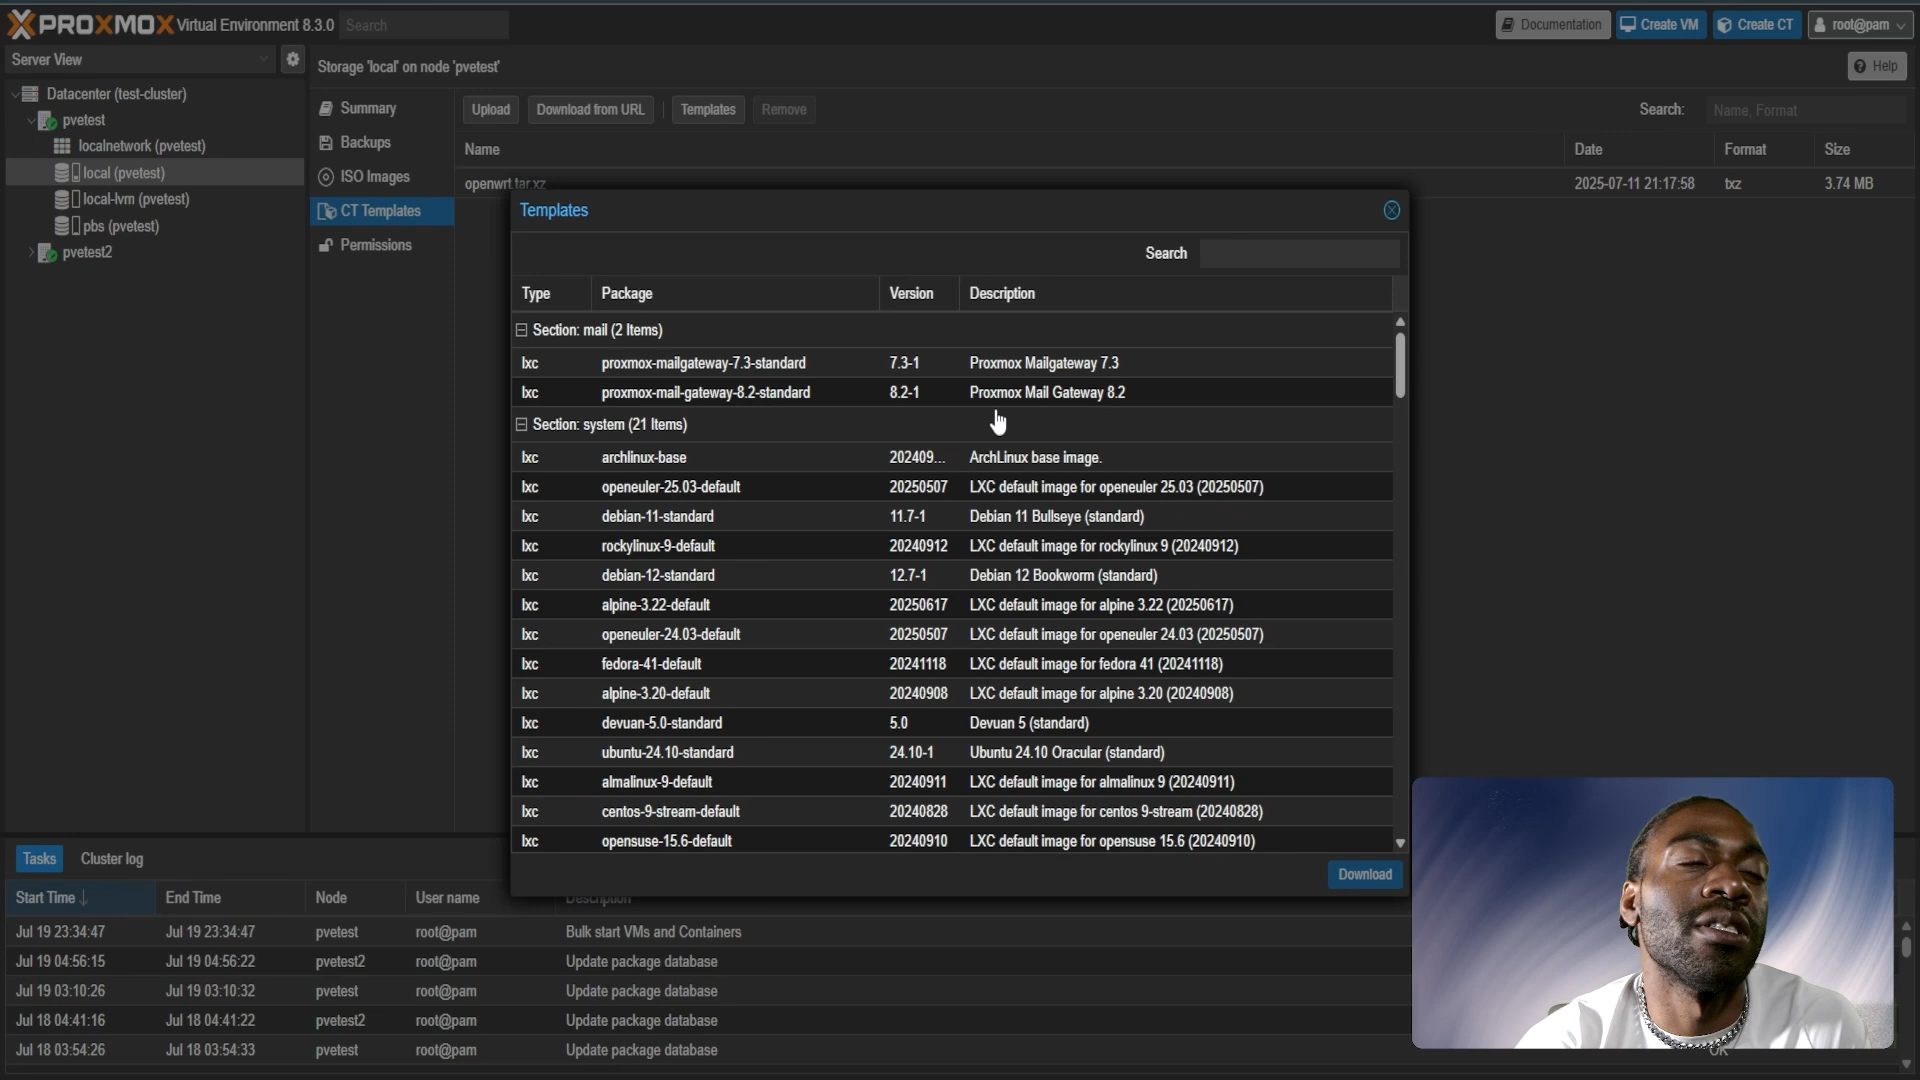 PROXMOX Virtual Environment 8.3.0 Search Documentation Create VM Create CT root@pam
Server View
Storage 'local' on node 'pvetest' Help
Datacenter (test-cluster)
pvetest
localnetwork (pvetest)
local (pvetest)
local-lvm (pvetest)
pbs (pvetest)
pvetest2
Summary
Backups
ISO Images
CT Templates
Permissions
Upload Download from URL Templates Remove Search: Name, Format
Name Date Format Size
openwrt.tar.xz 2025-07-11 21:17:58 txz 3.74 MB
Templates
Search
Type Package Version Description
Section: mail (2 Items)
lxc proxmox-mailgateway-7.3-standard 7.3-1 Proxmox Mailgateway 7.3
lxc proxmox-mail-gateway-8.2-standard 8.2-1 Proxmox Mail Gateway 8.2
Section: system (21 Items)
lxc archlinux-base 202409... ArchLinux base image.
lxc openeuler-25.03-default 20250507 LXC default image for openeuler 25.03 (20250507)
lxc debian-11-standard 11.7-1 Debian 11 Bullseye (standard)
lxc rockylinux-9-default 20240912 LXC default image for rockylinux 9 (20240912)
lxc debian-12-standard 12.7-1 Debian 12 Bookworm (standard)
lxc alpine-3.22-default 20250617 LXC default image for alpine 3.22 (20250617)
lxc openeuler-24.03-default 20250507 LXC default image for openeuler 24.03 (20250507)
lxc fedora-41-default 20241118 LXC default image for fedora 41 (20241118)
lxc alpine-3.20-default 20240908 LXC default image for alpine 3.20 (20240908)
lxc devuan-5.0-standard 5.0 Devuan 5 (standard)
lxc ubuntu-24.10-standard 24.10-1 Ubuntu 24.10 Oracular (standard)
lxc almalinux-9-default 20240911 LXC default image for almalinux 9 (20240911)
lxc centos-9-stream-default 20240828 LXC default image for centos 9-stream (20240828)
lxc opensuse-15.6-default 20240910 LXC default image for opensuse 15.6 (20240910)
Download
Tasks Cluster log
Start Time End Time Node User name Description
Jul 19 23:34:47 Jul 19 23:34:47 pvetest root@pam Bulk start VMs and Containers
Jul 19 04:56:15 Jul 19 04:56:22 pvetest2 root@pam Update package database
Jul 19 03:10:26 Jul 19 03:10:32 pvetest root@pam Update package database
Jul 18 04:41:16 Jul 18 04:41:22 pvetest2 root@pam Update package database
Jul 18 03:54:26 Jul 18 03:54:33 pvetest root@pam Update package database
OK